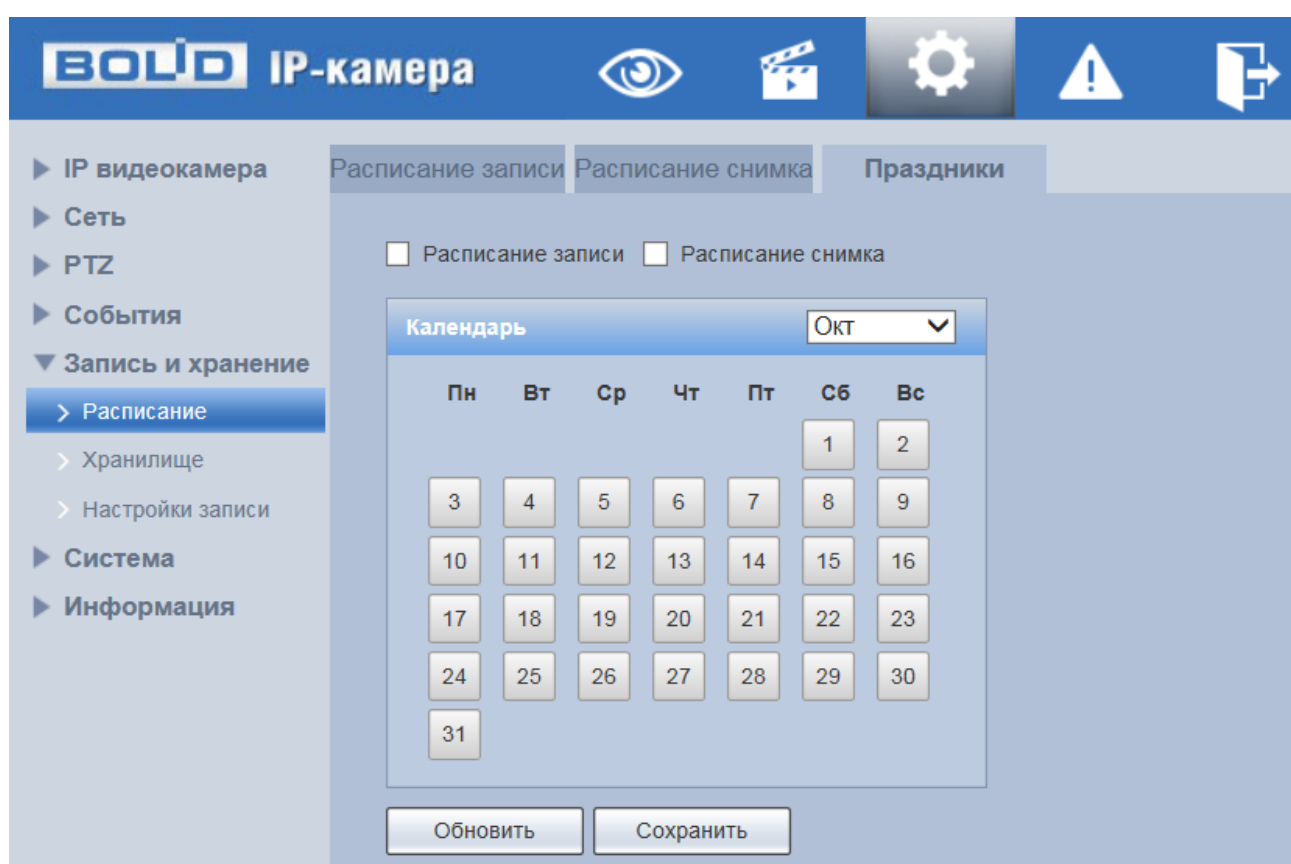 BOLID IP-камера
IP видеокамера
Сеть
PTZ
События
Запись и хранение
Расписание
Хранилище
Настройки записи
Система
Информация
Расписание записи Расписание снимка Праздники
Расписание записи Расписание снимка
Календарь Окт
Пн Вт Ср Чт Пт Сб Вс
1 2
3 4 5 6 7 8 9
10 11 12 13 14 15 16
17 18 19 20 21 22 23
24 25 26 27 28 29 30
31
Обновить Сохранить